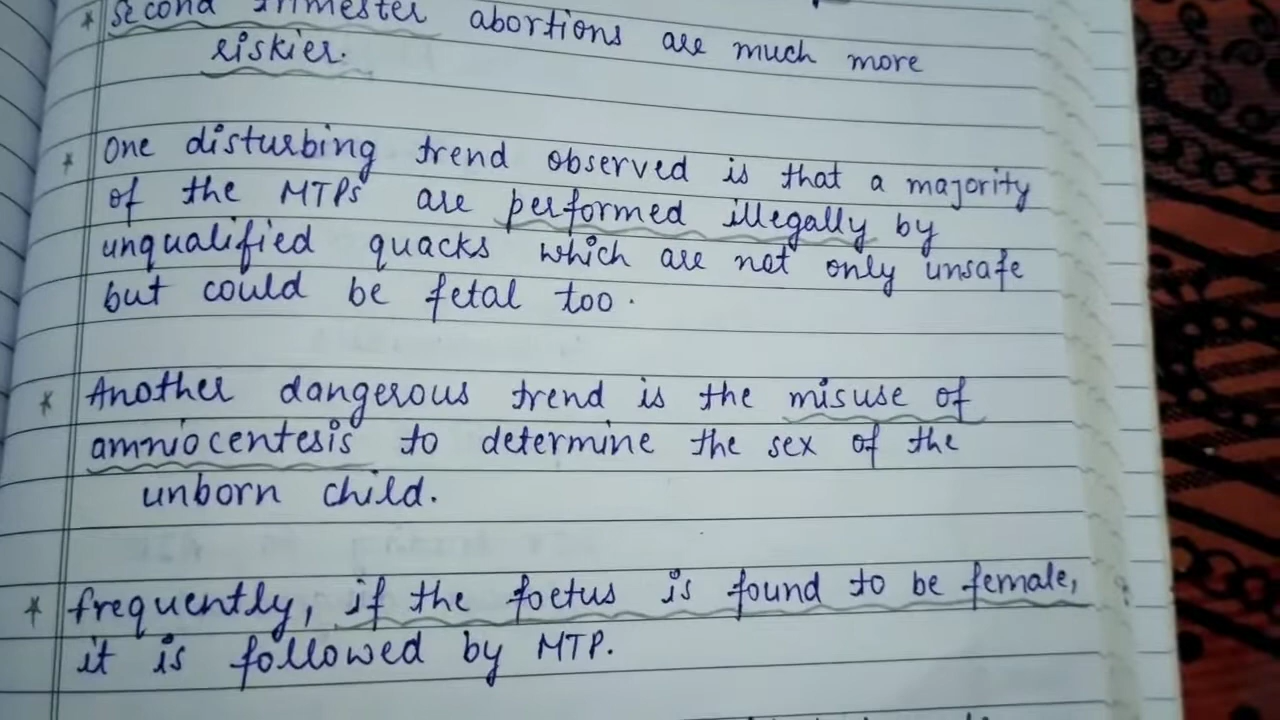 * Second trimester abortions are much more
riskier.
* One disturbing trend observed is that a majority
of the MTPs are performed illegally by
unqualified quacks which are not only unsafe
but could be fetal too.
* Another dangerous trend is the misuse of
amniocentesis to determine the sex of the
unborn child.
* frequently, if the foetus is found to be female,
it is followed by MTP.